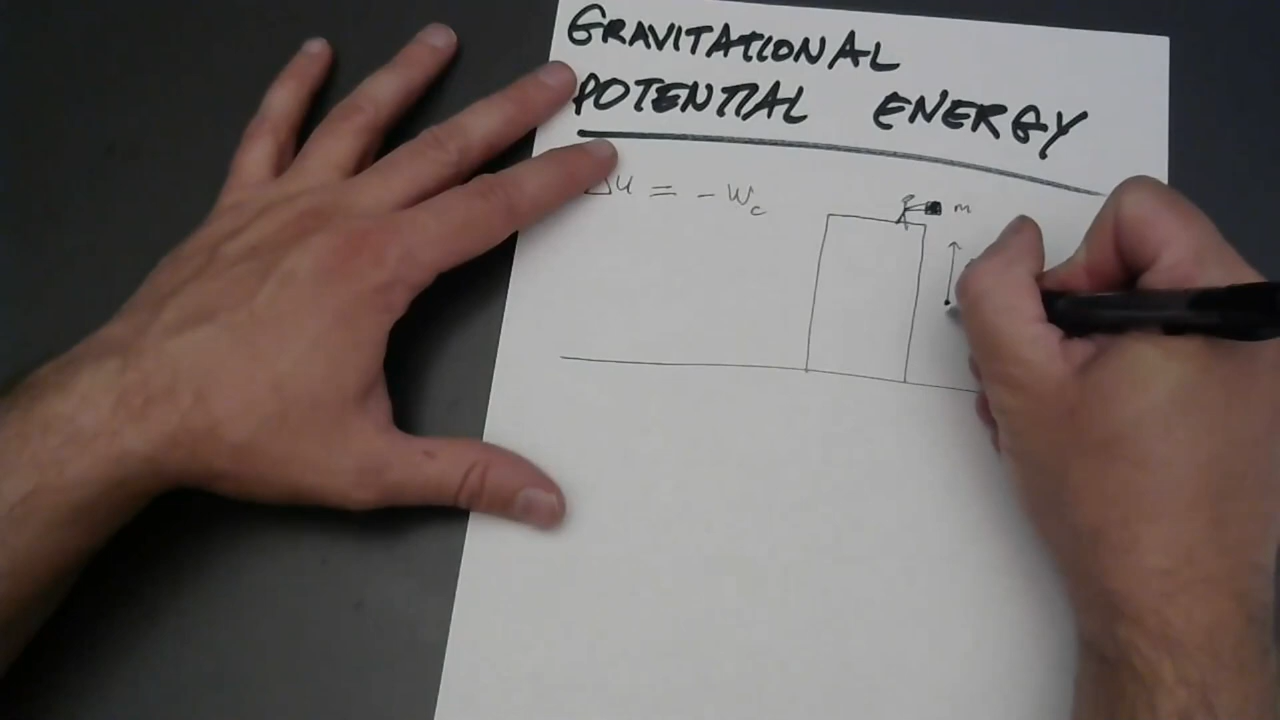 GRAVITATIONAL
POTENTIAL ENERGY
ΔU = - Wc
m